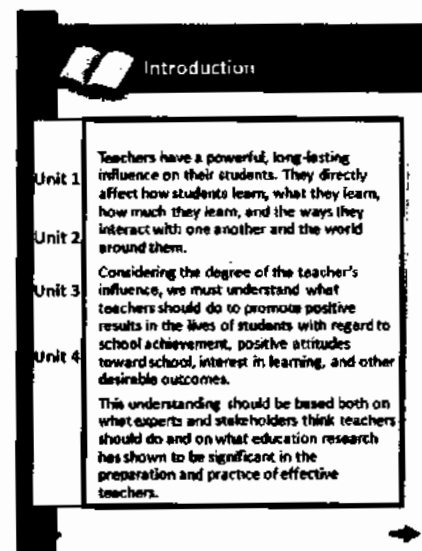 Introduction
Unit 1
Unit 2
Unit 3
Unit 4
Teachers have a powerful, long-lasting
influence on their students. They directly
affect how students learn, what they learn,
how much they learn, and the ways they
interact with one another and the world
around them.
Considering the degree of the teacher's
influence, we must understand what
teachers should do to promote positive
results in the lives of students with regard to
school achievement, positive attitudes
toward school, interest in learning, and other
desirable outcomes.
This understanding should be based both on
what experts and stakeholders think teachers
should do and on what education research
has shown to be significant in the
preparation and practice of effective
teachers.